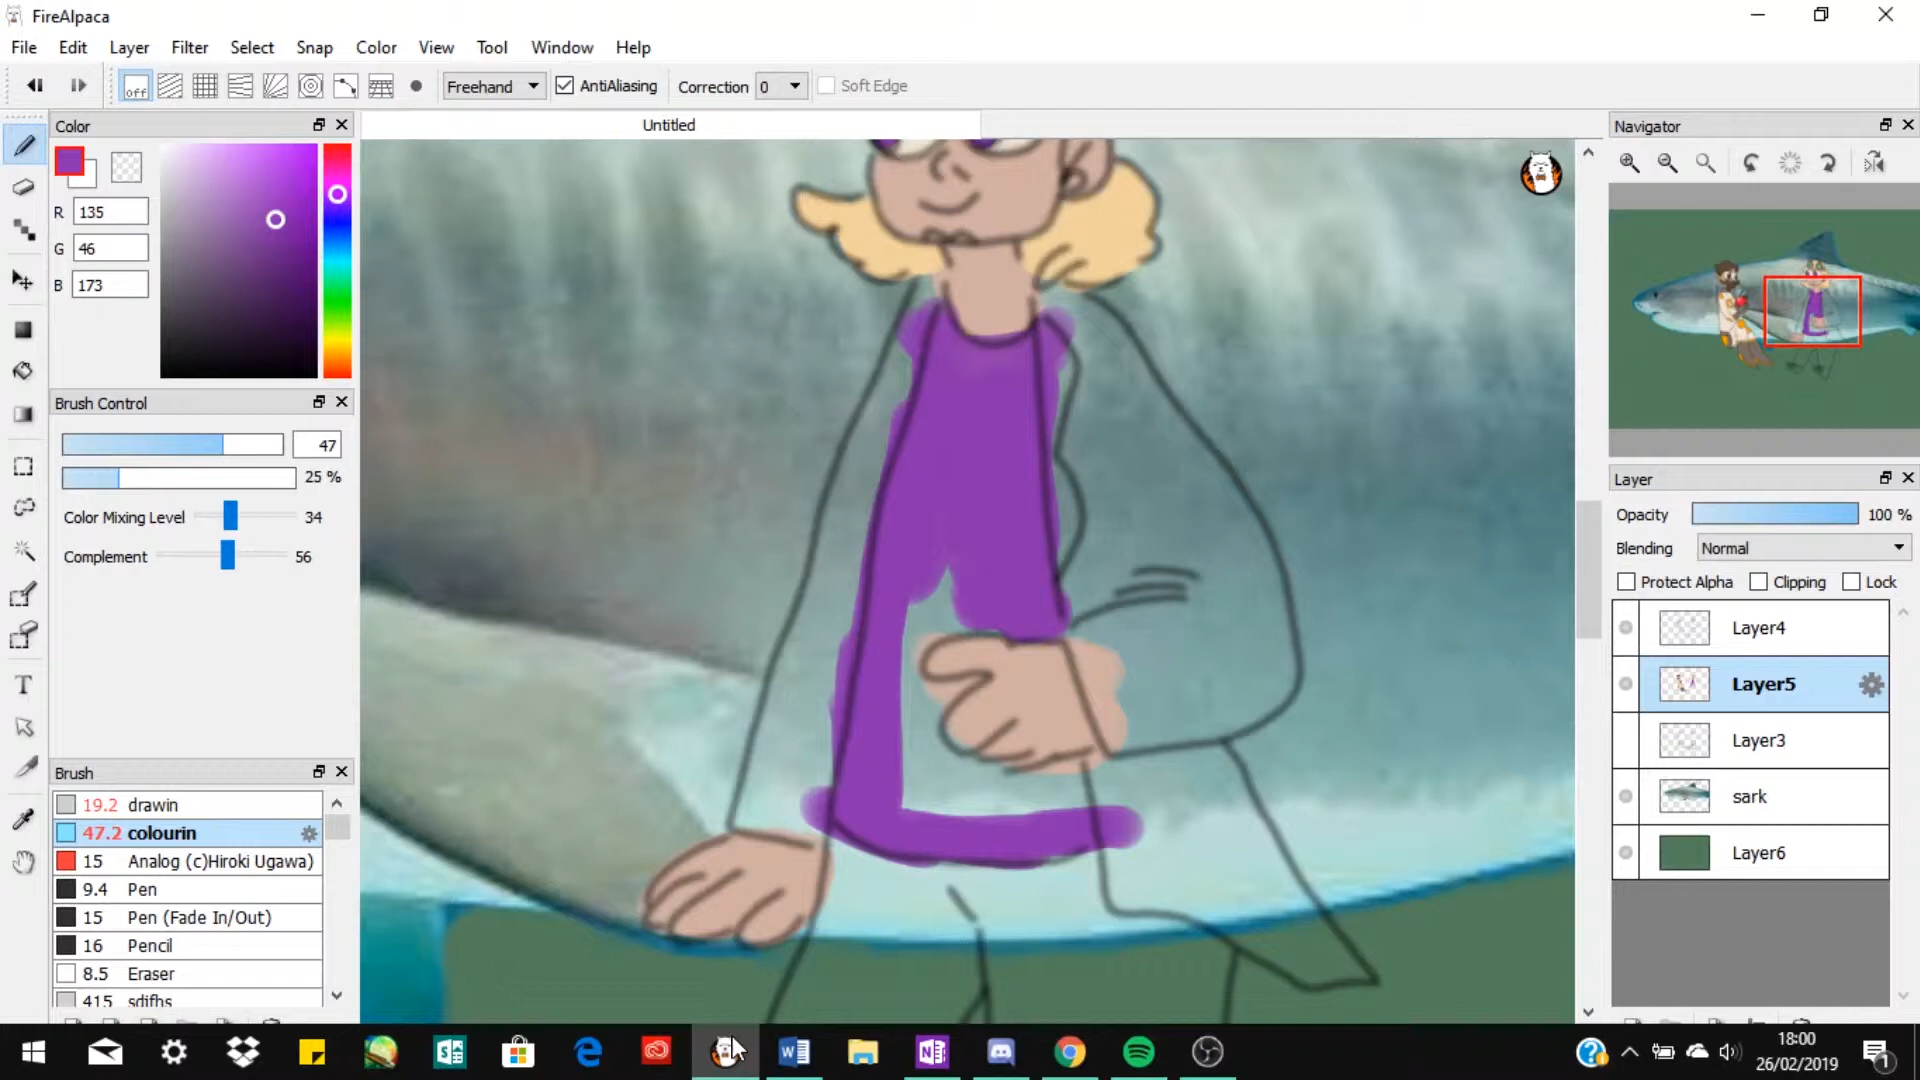 FireAlpaca
File Edit Layer Filter Select Snap Color View Tool Window Help
off Freehand AntiAliasing Correction 0 Soft Edge
Color
Untitled
Navigator
R 135
G 46
B 173
Brush Control
47
25 %
Color Mixing Level 34
Complement 56
Layer
Opacity 100 %
Blending Normal
Protect Alpha Clipping Lock
Layer4
Layer5
Layer3
sark
Layer6
Brush
19.2 drawin
47.2 colourin
15 Analog (c)Hiroki Ugawa)
9.4 Pen
15 Pen (Fade In/Out)
16 Pencil
8.5 Eraser
415 sdifhs
18:00
26/02/2019
1